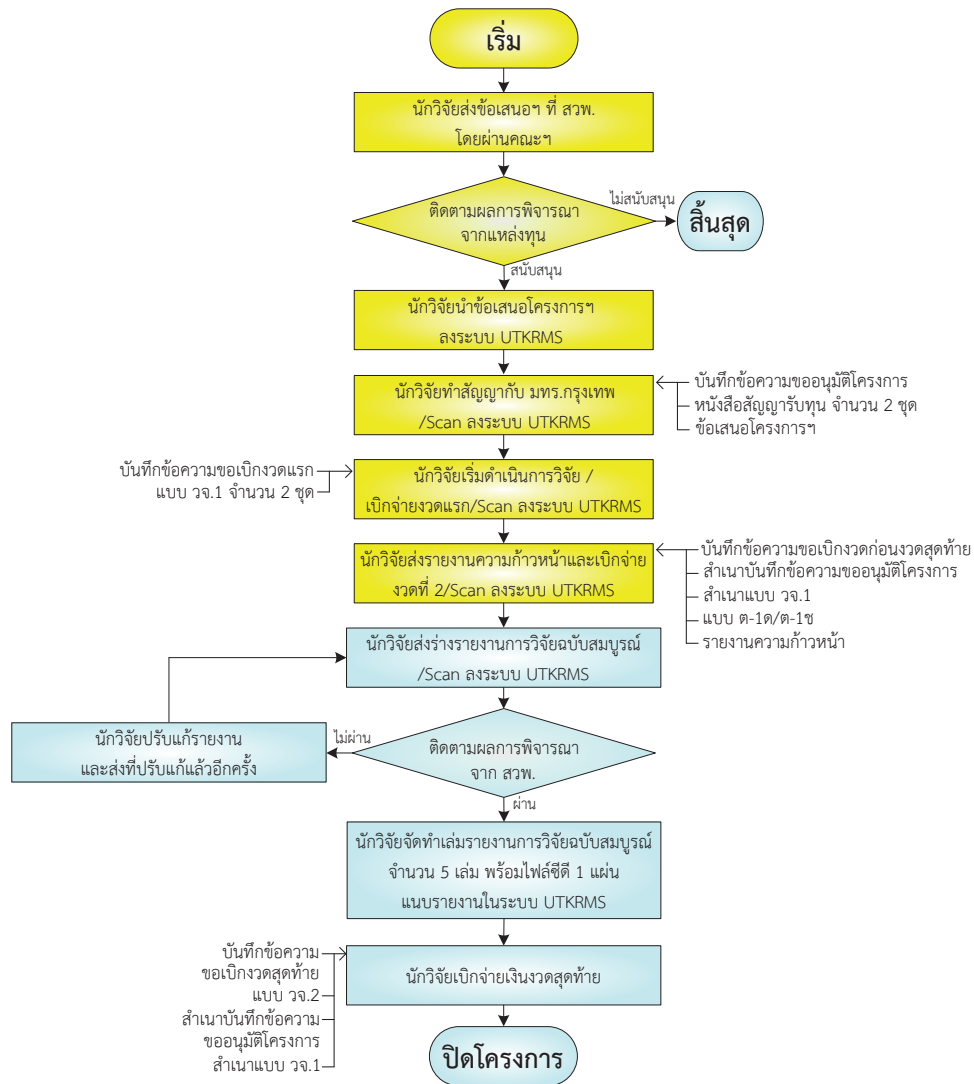 เริ่ม
นักวิจัยส่งข้อเสนอฯ ที่ สวพ.
โดยผ่านคณะฯ
ติดตามผลการพิจารณา
จากแหล่งทุน
ไม่สนับสนุน
สิ้นสุด
สนับสนุน
นักวิจัยนำข้อเสนอโครงการฯ
ลงระบบ UTKRMS
นักวิจัยทำสัญญากับ มทร.กรุงเทพ
/Scan ลงระบบ UTKRMS
บันทึกข้อความขออนุมัติโครงการ
หนังสือสัญญารับทุน จำนวน 2 ชุด
ข้อเสนอโครงการฯ
บันทึกข้อความขอเบิกงวดแรก
แบบ วจ.1 จำนวน 2 ชุด
นักวิจัยเริ่มดำเนินการวิจัย /
เบิกจ่ายงวดแรก/Scan ลงระบบ UTKRMS
นักวิจัยส่งรายงานความก้าวหน้าและเบิกจ่าย
งวดที่ 2/Scan ลงระบบ UTKRMS
บันทึกข้อความขอเบิกงวดก่อนงวดสุดท้าย
สำเนาบันทึกข้อความขออนุมัติโครงการ
สำเนาแบบ วจ.1
แบบ ต-1ด/ต-1ช
รายงานความก้าวหน้า
นักวิจัยส่งร่างรายงานการวิจัยฉบับสมบูรณ์
/Scan ลงระบบ UTKRMS
นักวิจัยปรับแก้รายงาน
และส่งที่ปรับแก้แล้วอีกครั้ง
ไม่ผ่าน
ติดตามผลการพิจารณา
จาก สวพ.
ผ่าน
นักวิจัยจัดทำเล่มรายงานการวิจัยฉบับสมบูรณ์
จำนวน 5 เล่ม พร้อมไฟล์ซีดี 1 แผ่น
แนบรายงานในระบบ UTKRMS
บันทึกข้อความ
ขอเบิกงวดสุดท้าย
แบบ วจ.2
สำเนาบันทึกข้อความ
ขออนุมัติโครงการ
สำเนาแบบ วจ.1
นักวิจัยเบิกจ่ายเงินงวดสุดท้าย
ปิดโครงการ